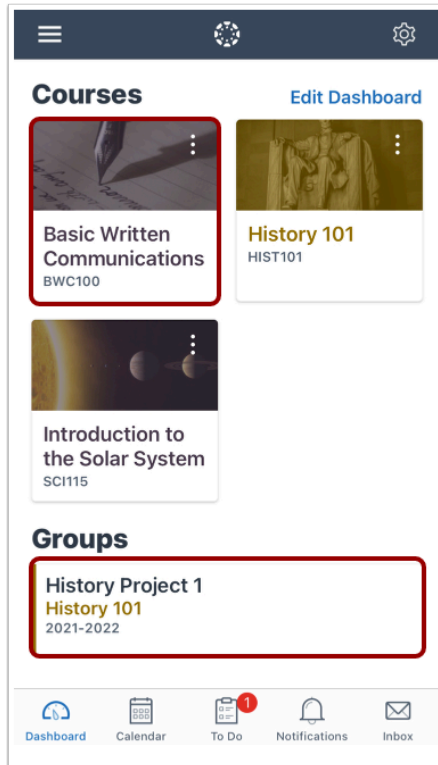 Courses
Edit Dashboard
Basic Written
Communications
BWC100
History 101
HIST101
Introduction to
the Solar System
SCI115
Groups
History Project 1
History 101
2021-2022
1
Dashboard
Calendar
To Do
Notifications
Inbox